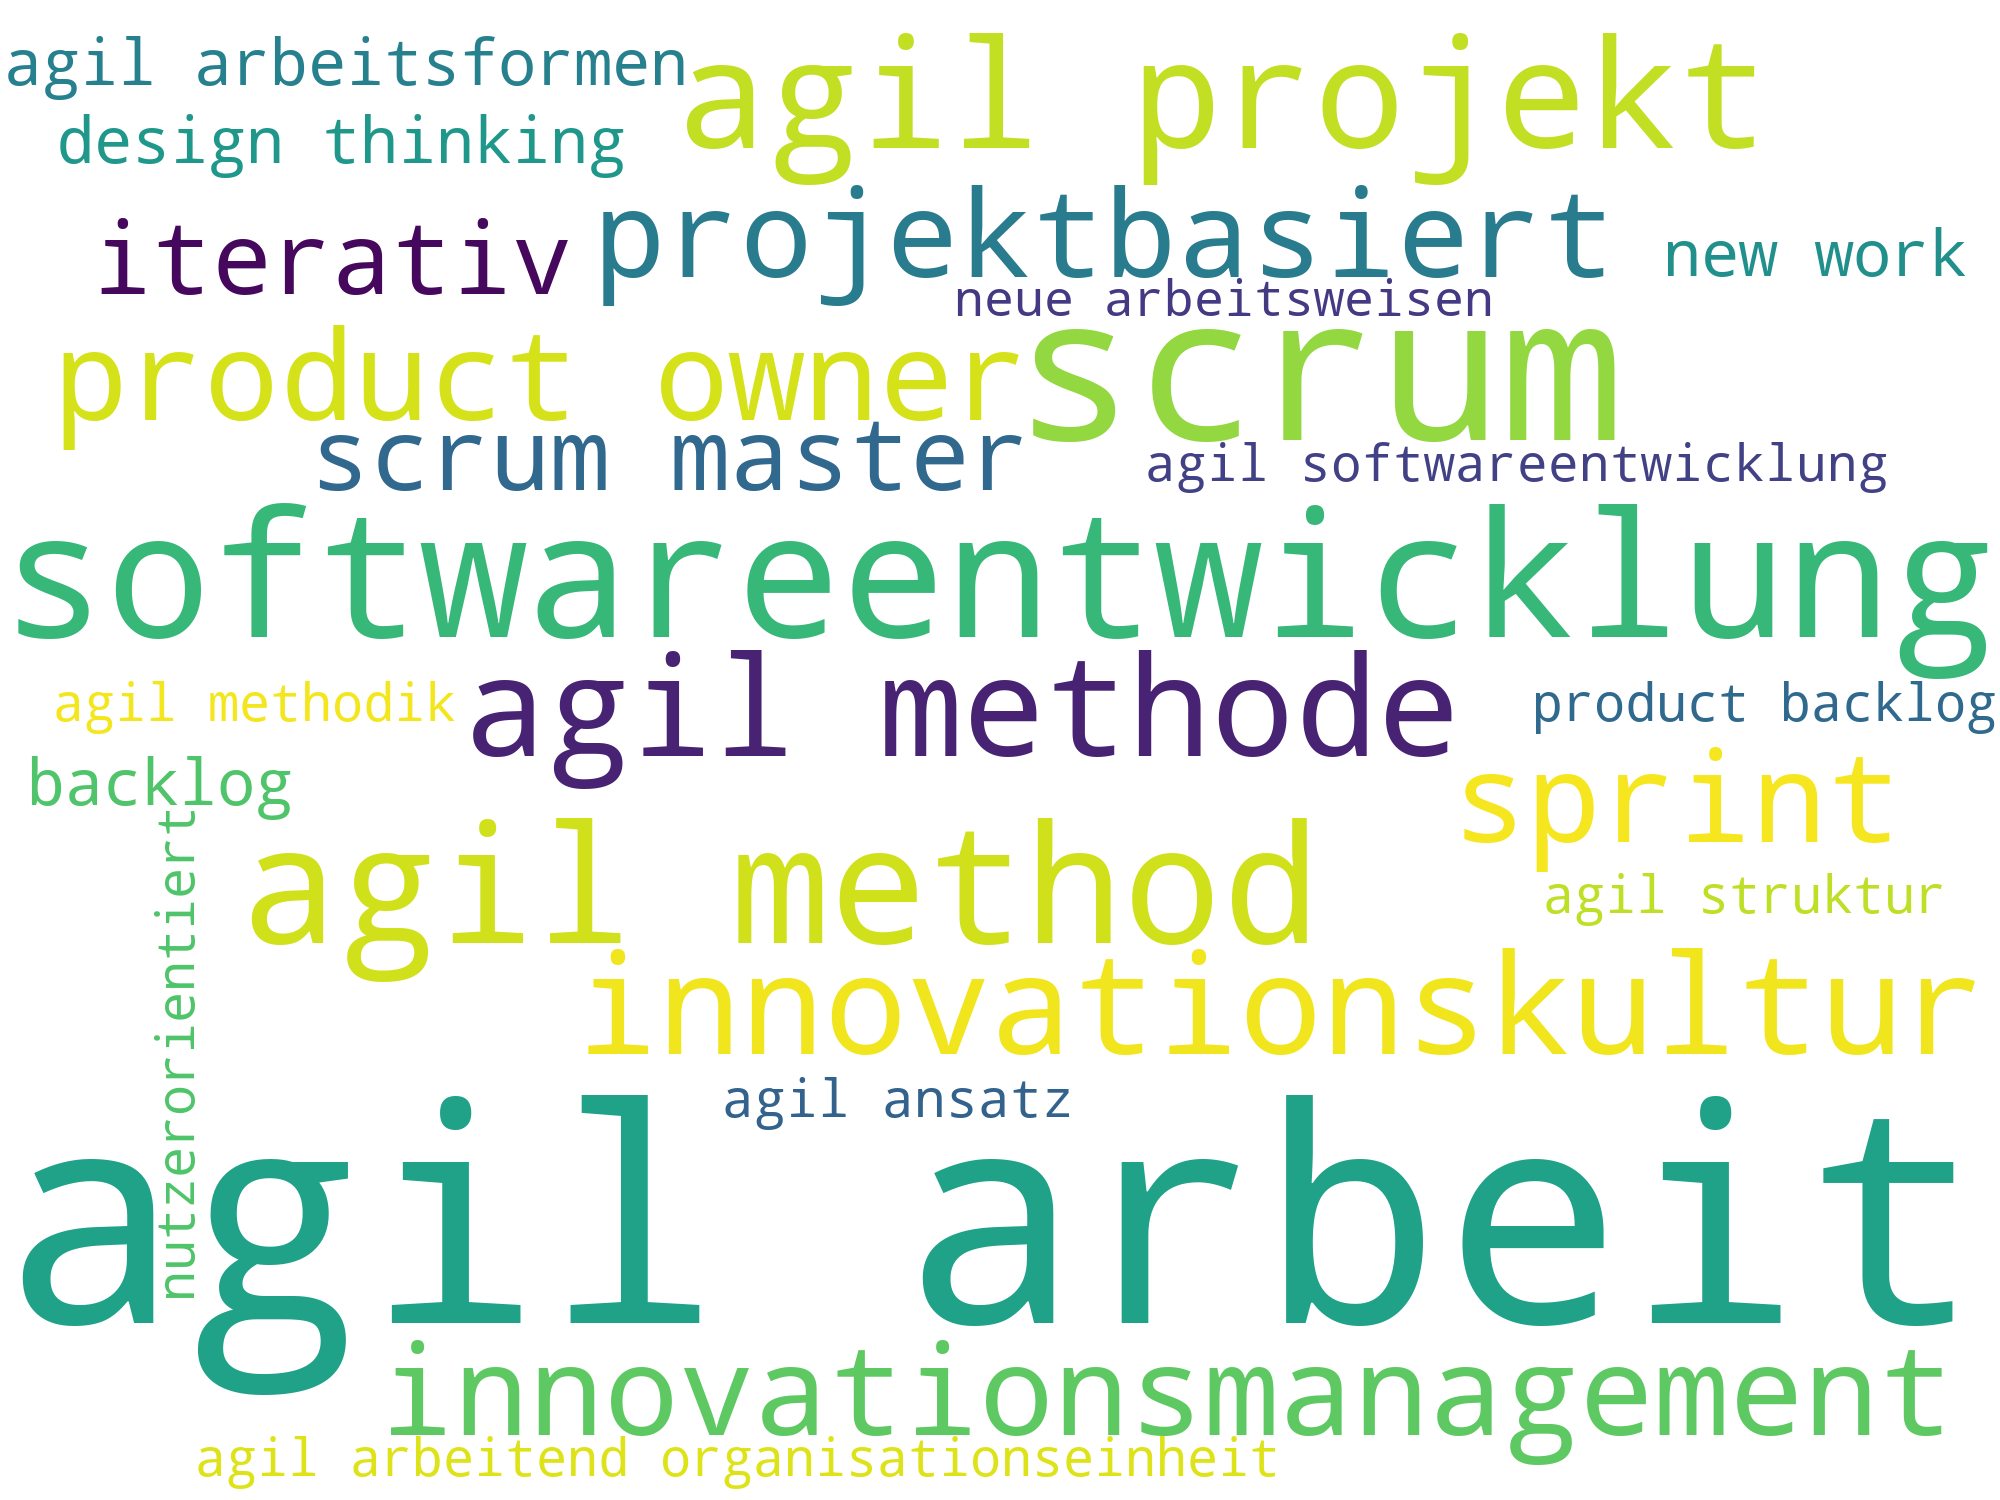 agil arbeitsformen
agil projekt
design thinking
projektbasiert
iterativ
new work
neue arbeitsweisen
product owner
scrum
scrum master
agil softwareentwicklung
softwareentwicklung
agil methode
agil methodik
product backlog
backlog
sprint
nutzerorientiert
agil method
agil struktur
innovationskultur
agil ansatz
agil arbeit
innovationsmanagement
agil arbeitend organisationseinheit